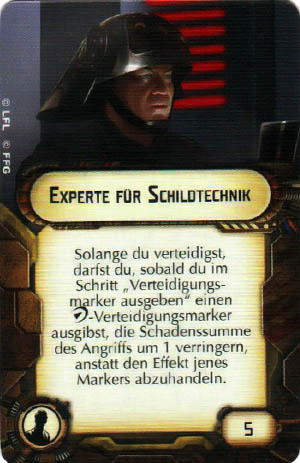 © LFL © FFG
EXPERTE FÜR SCHILDTECHNIK
Solange du verteidigst,
darfst du, sobald du im
Schritt „Verteidigungs-
marker ausgeben" einen
-Verteidigungsmarker
ausgibst, die Schadenssumme
des Angriffs um 1 verringern,
anstatt den Effekt jenes
Markers abzuhandeln.
5